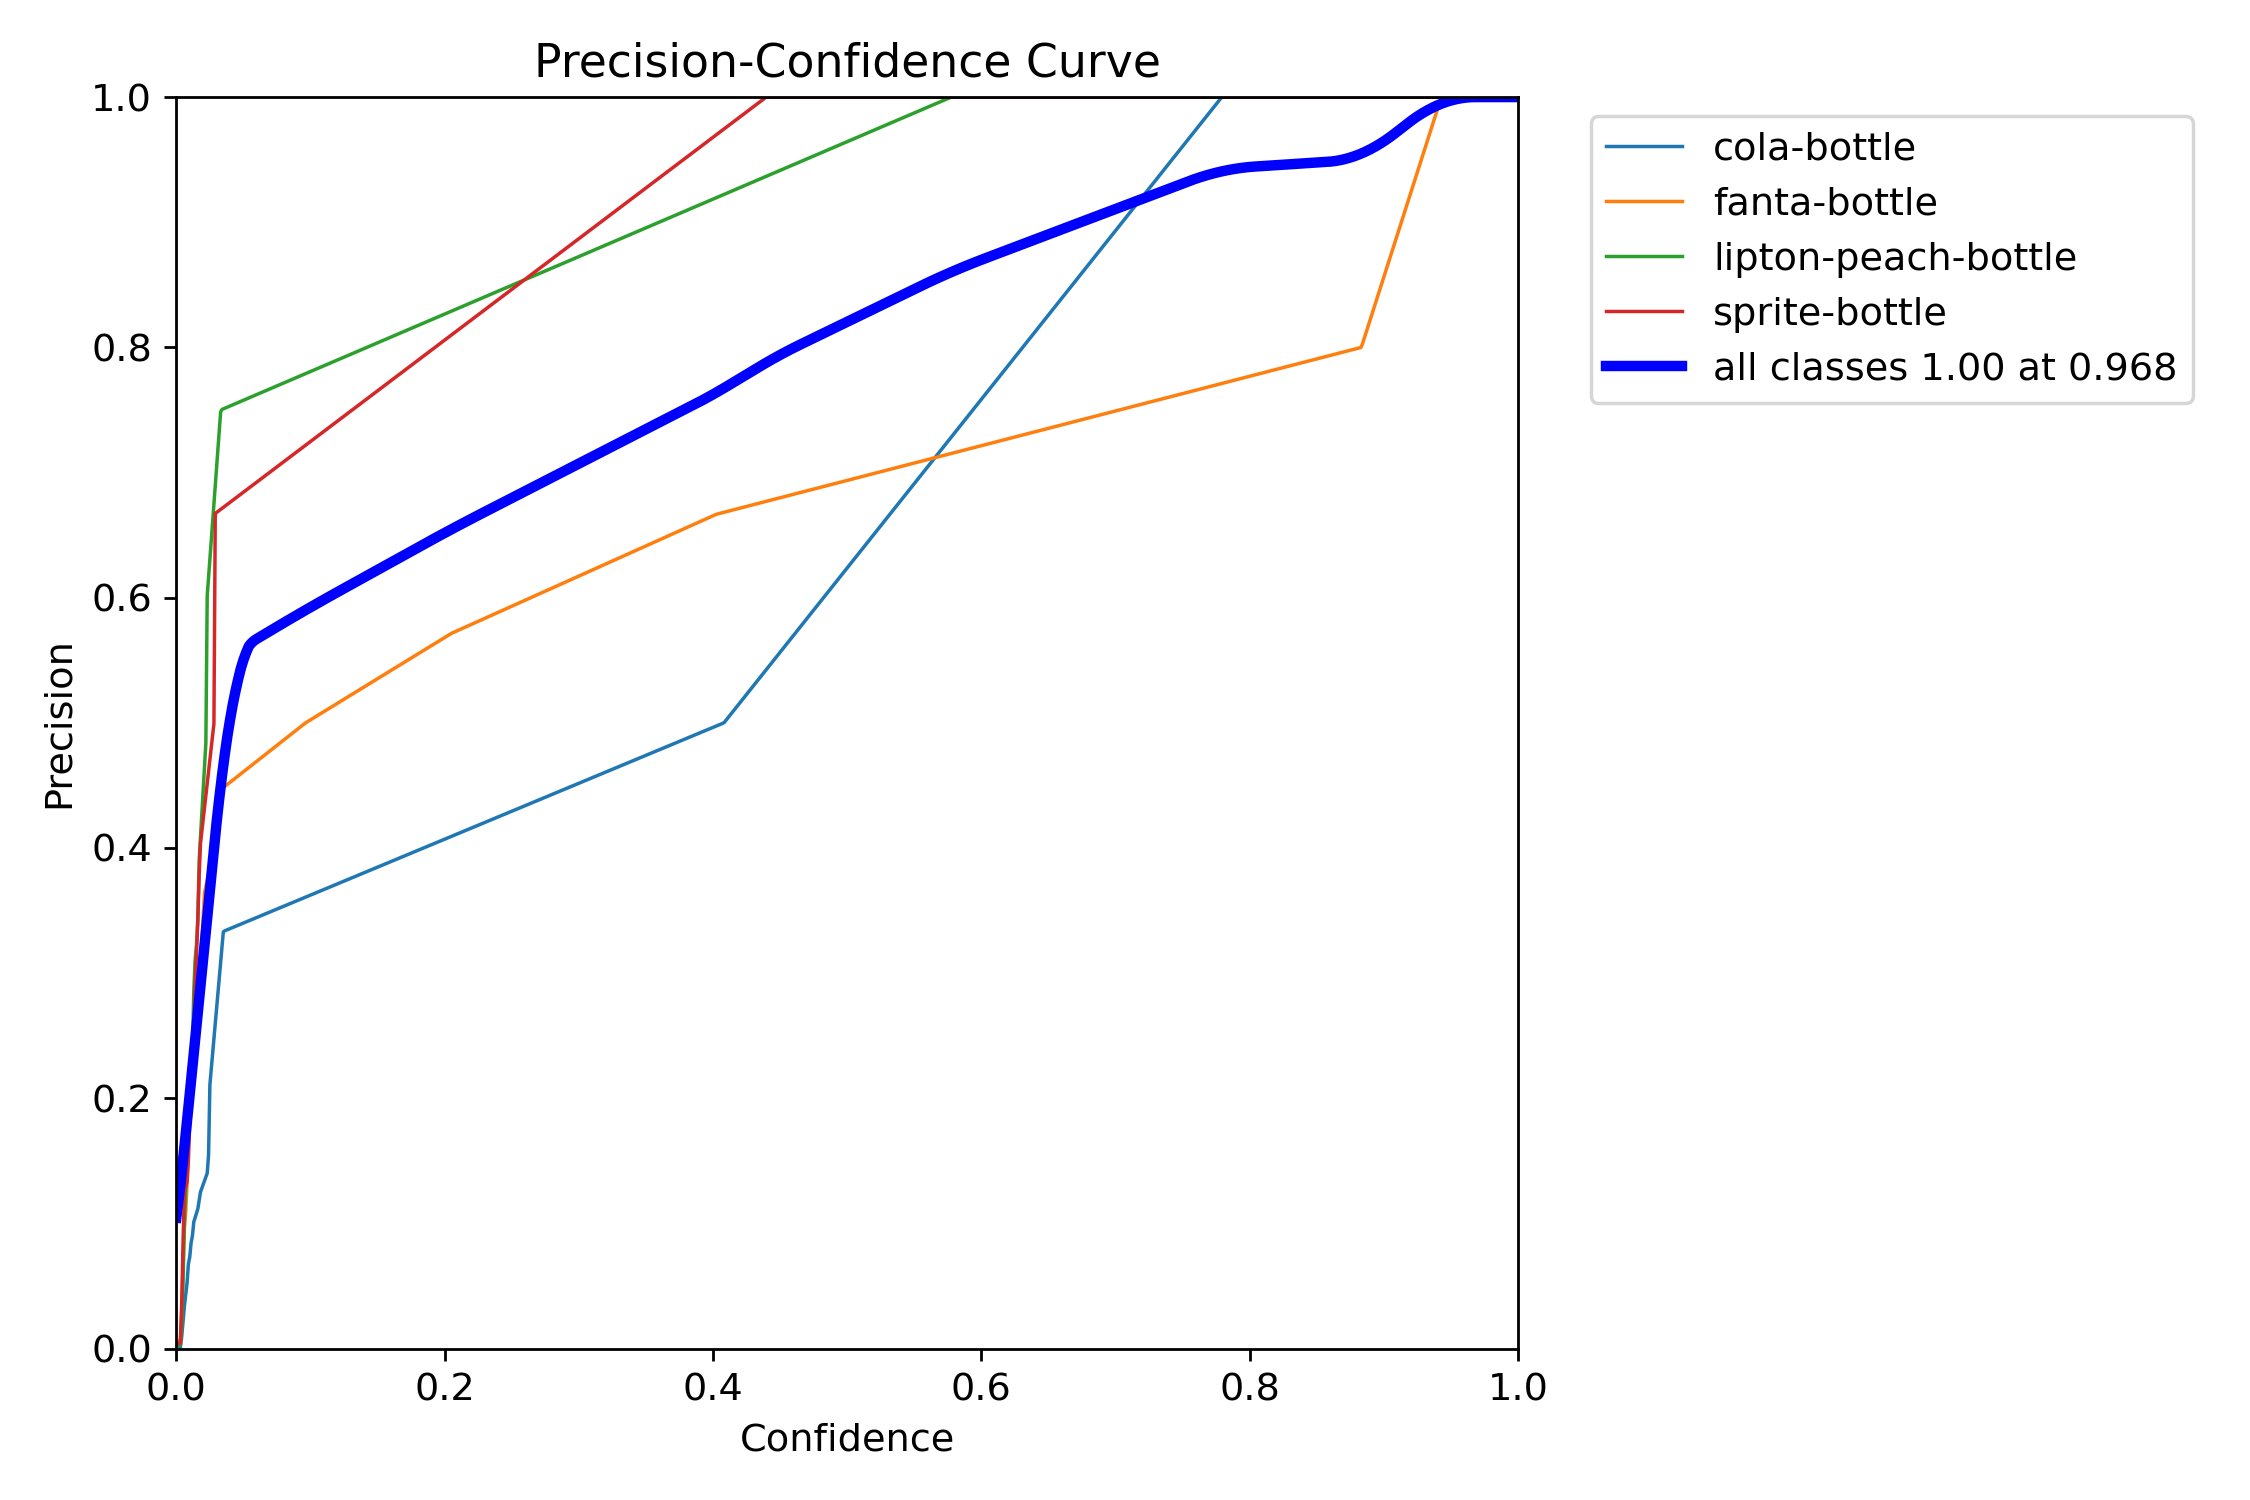 Precision-Confidence Curve
1.0
0.8
0.6
0.4
0.2
0.0
Precision
0.0 0.2 0.4 0.6 0.8 1.0
Confidence
cola-bottle
fanta-bottle
lipton-peach-bottle
sprite-bottle
all classes 1.00 at 0.968